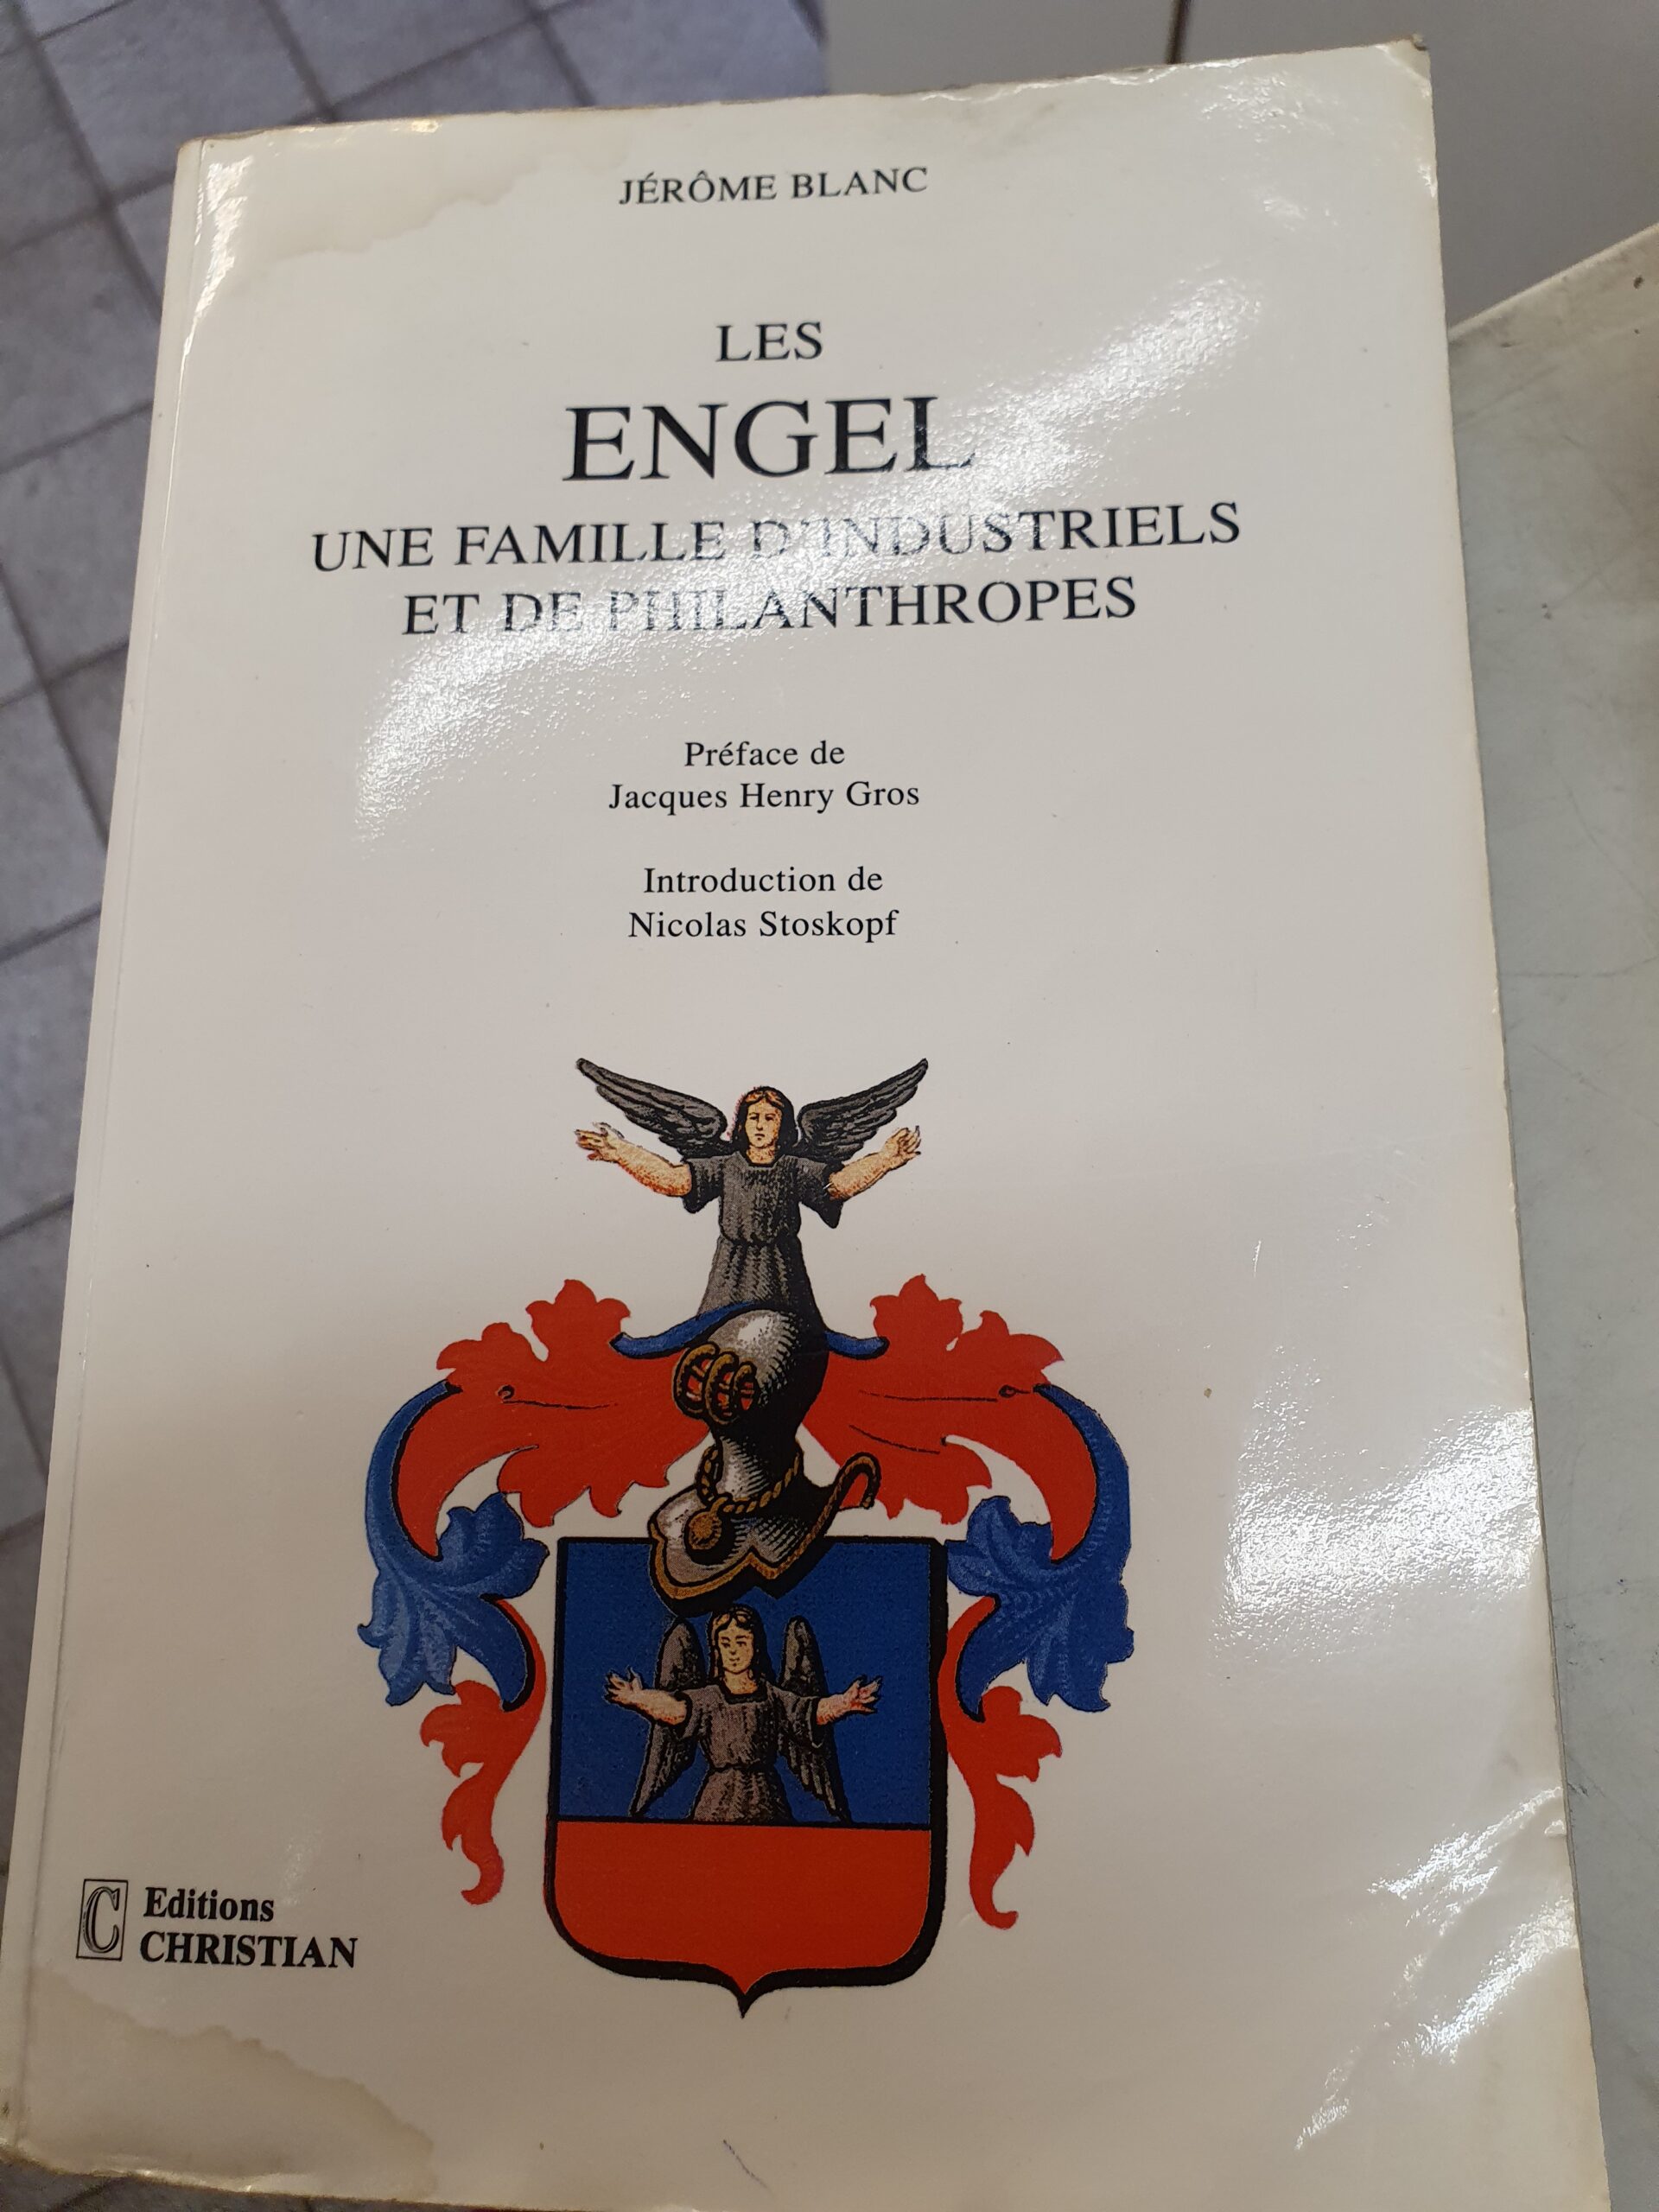 JÉRÔME BLANC
LES
ENGEL
UNE FAMILLE D'INDUSTRIELS
ET DE PHILANTHROPES
Préface de
Jacques Henry Gros
Introduction de
Nicolas Stoskopf
C
Editions
CHRISTIAN